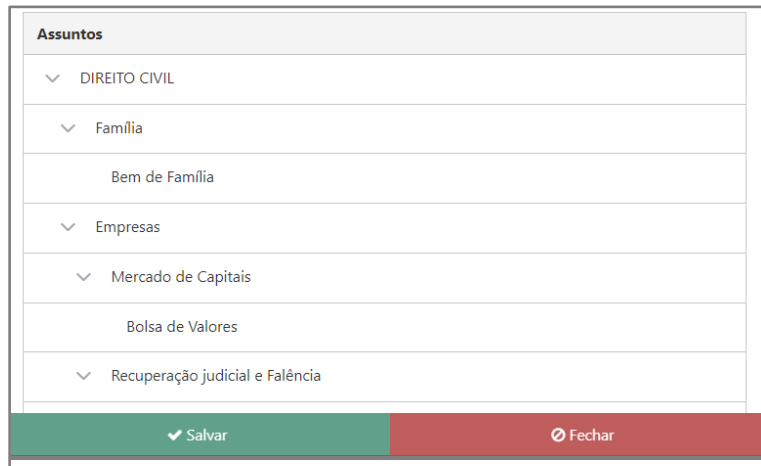 Assuntos
DIREITO CIVIL
Família
Bem de Família
Empresas
Mercado de Capitais
Bolsa de Valores
Recuperação judicial e Falência
Salvar
Fechar